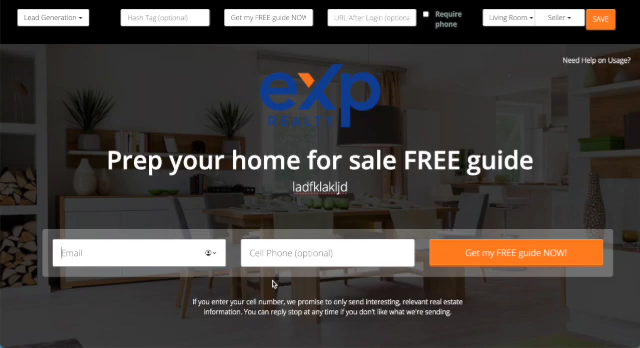 Lead Generation
Hash Tag (optional)
Get my FREE guide NOW!
URL After Login (optiona
Require phone
Living Room
Seller
SAVE
Need Help on Usage?
eXp
REALTY
Prep your home for sale FREE guide
ladfklakljd
Email
Cell Phone (optional)
Get my FREE guide NOW!
If you enter your cell number, we promise to only send interesting, relevant real estate
information. You can reply stop at any time if you don't like what we're sending.